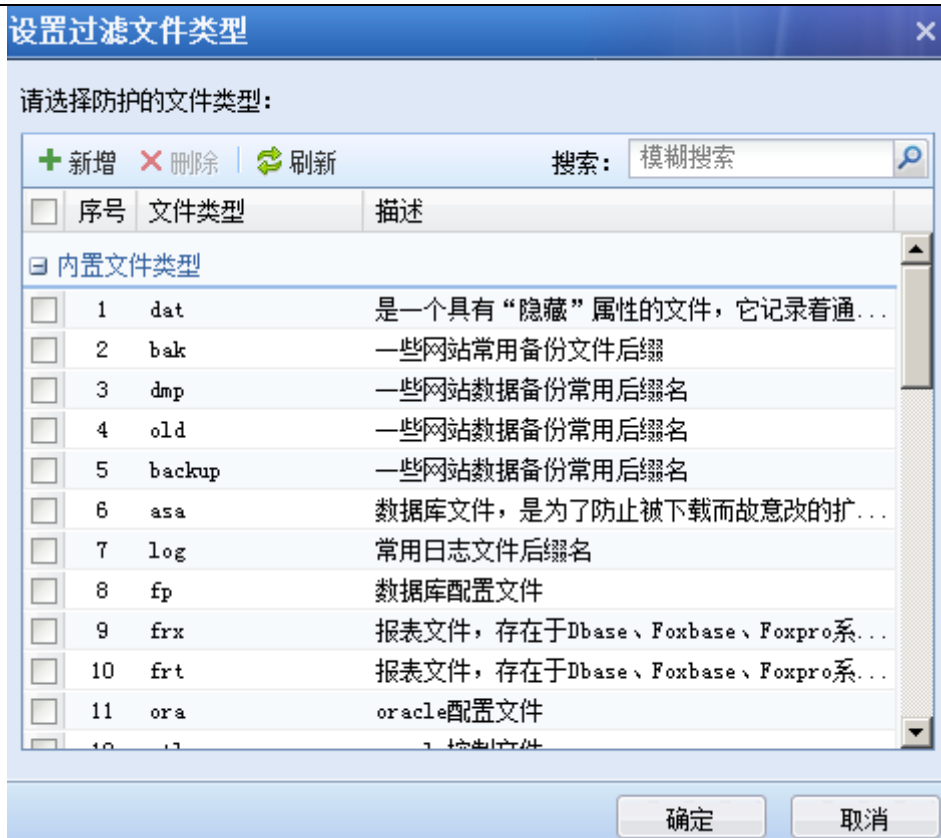 设置过滤文件类型
请选择防护的文件类型:
新增 删除 刷新 搜索: 模糊搜索
序号 文件类型 描述
内置文件类型
1 dat 是一个具有“隐藏”属性的文件，它记录着通...
2 bak 一些网站常用备份文件后缀
3 dmp 一些网站数据备份常用后缀名
4 old 一些网站数据备份常用后缀名
5 backup 一些网站数据备份常用后缀名
6 asa 数据库文件，是为了防止被下载而故意改的扩...
7 log 常用日志文件后缀名
8 fp 数据库配置文件
9 frx 报表文件，存在于Dbase、Foxbase、Foxpro系...
10 frt 报表文件，存在于Dbase、Foxbase、Foxpro系...
11 ora oracle配置文件
确定 取消